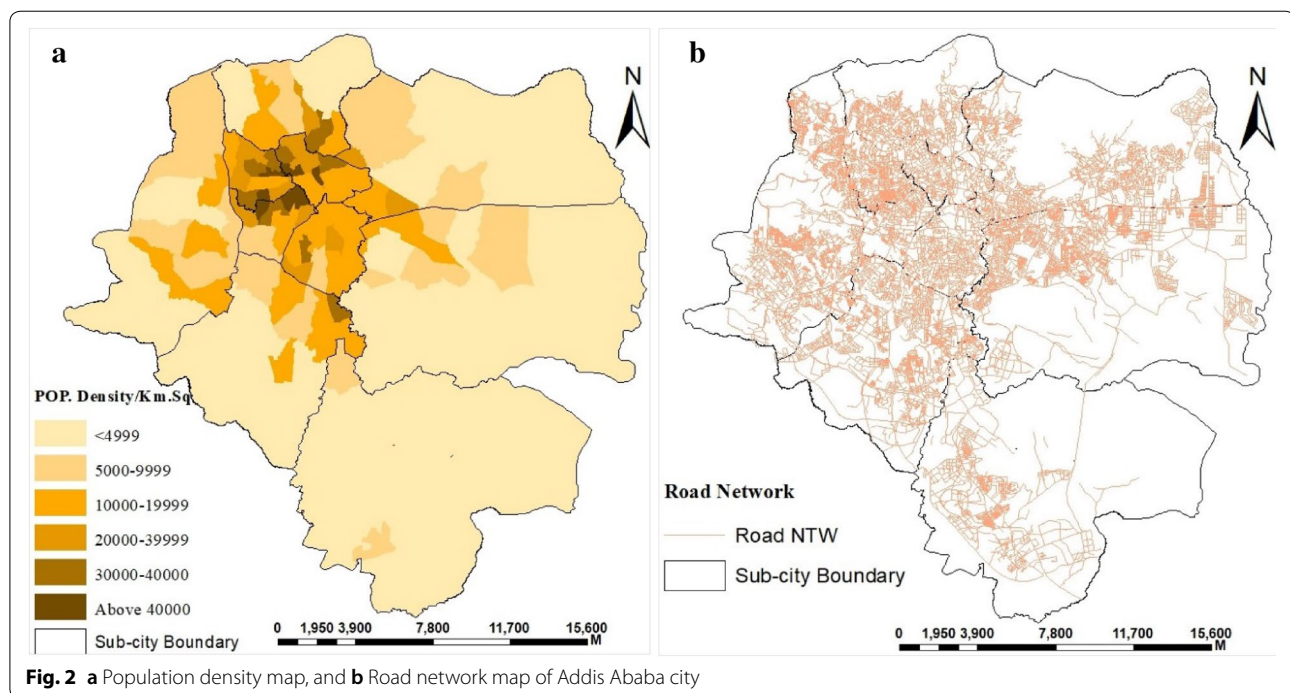 a
N
POP. Density/Km.Sq
<4999
5000-9999
10000-19999
20000-39999
30000-40000
Above 40000
Sub-city Boundary
0 1,950 3,900 7,800 11,700 15,600
M
b
N
Road Network
Road NTW
Sub-city Boundary
0 1,950 3,900 7,800 11,700 15,600
M
Fig. 2 a Population density map, and b Road network map of Addis Ababa city